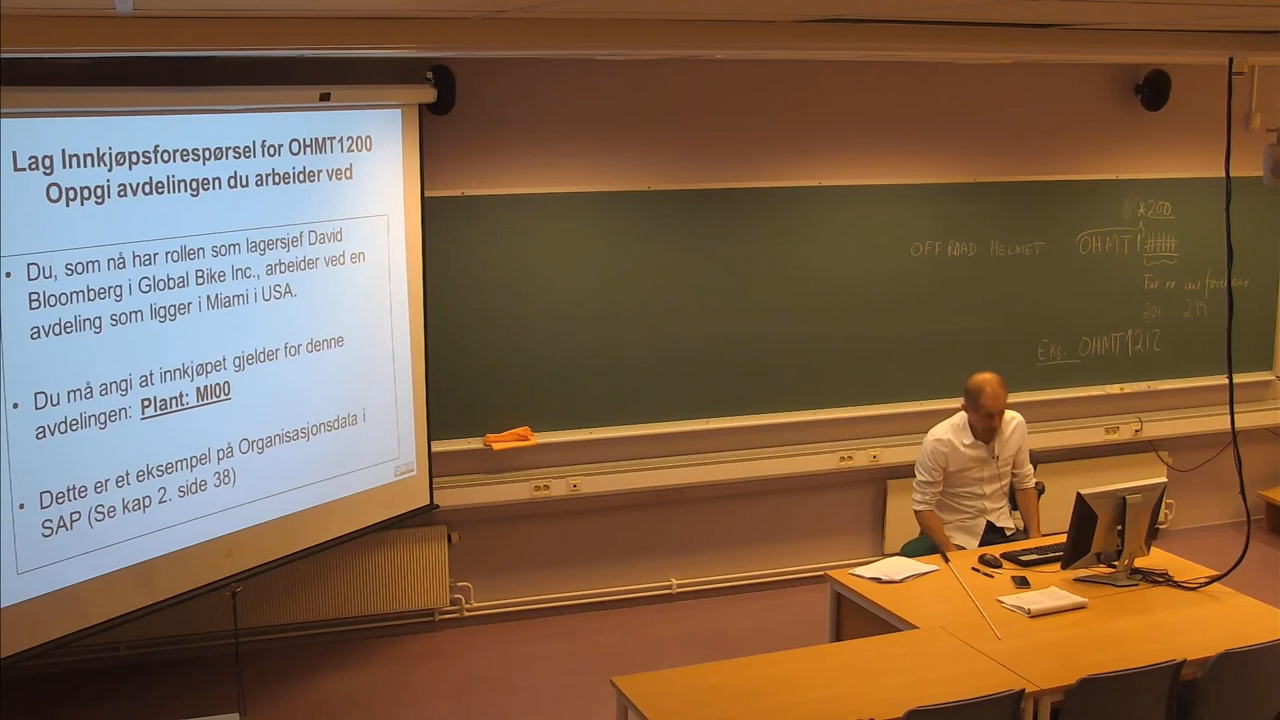 Lag Innkjøpsforespørsel for OHMT1200
Oppgi avdelingen du arbeider ved
• Du, som nå har rollen som lagersjef David
Bloomberg i Global Bike Inc., arbeider ved en
avdeling som ligger i Miami i USA.
• Du må angi at innkjøpet gjelder for denne
avdelingen: Plant: MI00
• Dette er et eksempel på Organisasjonsdata i
SAP (Se kap 2. side 38)
*200
OFF ROAD HELMET OHMT1###
201 299
Eks. OHMT1212